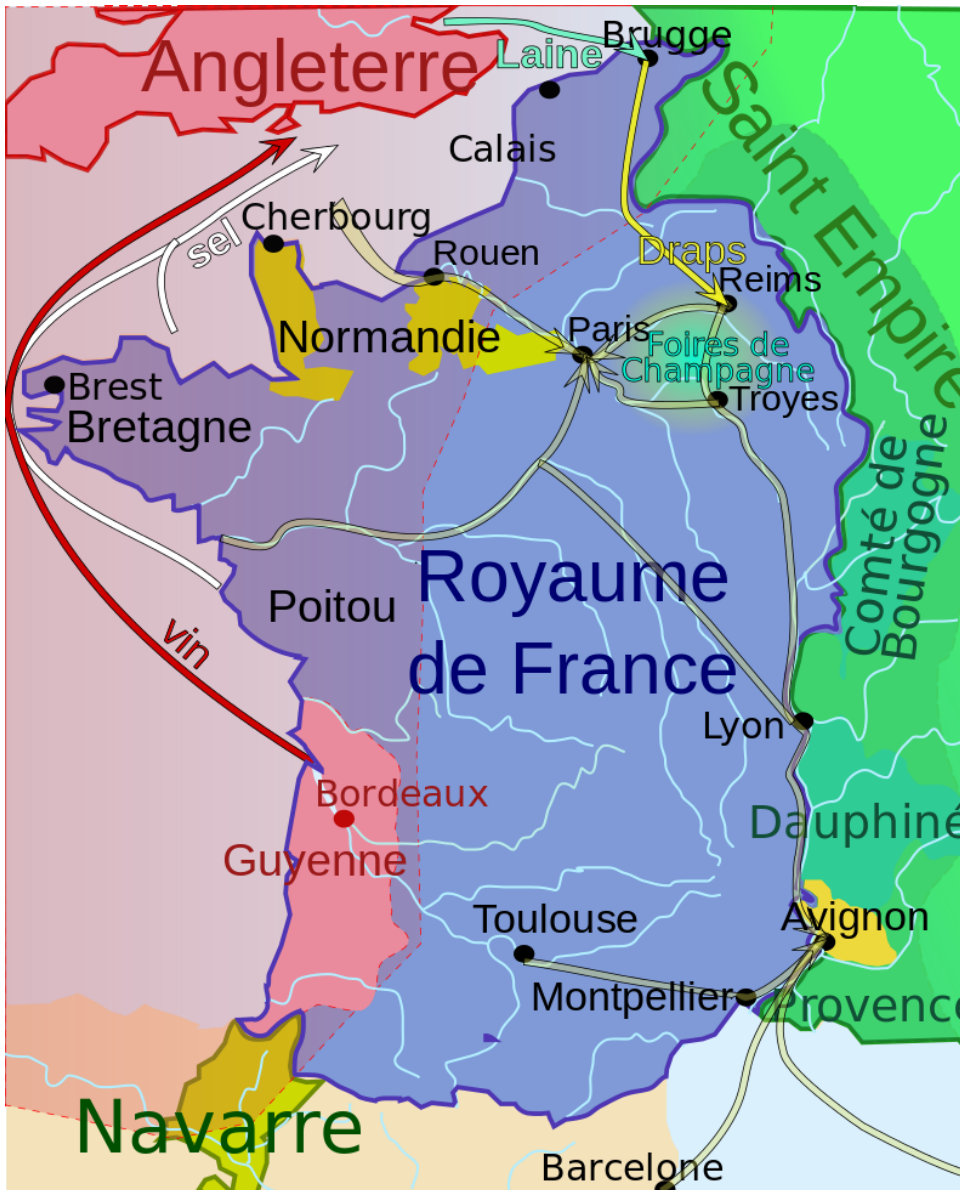 Brugge
Angleterre
Laine
Saint Empire
Calais
Cherbourg
sel
Rouen
Draps
Reims
Normandie
Paris
Foires de
Champagne
Brest
Troyes
Bretagne
Comté de
Bourgogne
Royaume
de France
Poitou
vin
Lyon
Bordeaux
Dauphiné
Guyenne
Toulouse
Avignon
Montpellier
Provence
Navarre
Barcelone